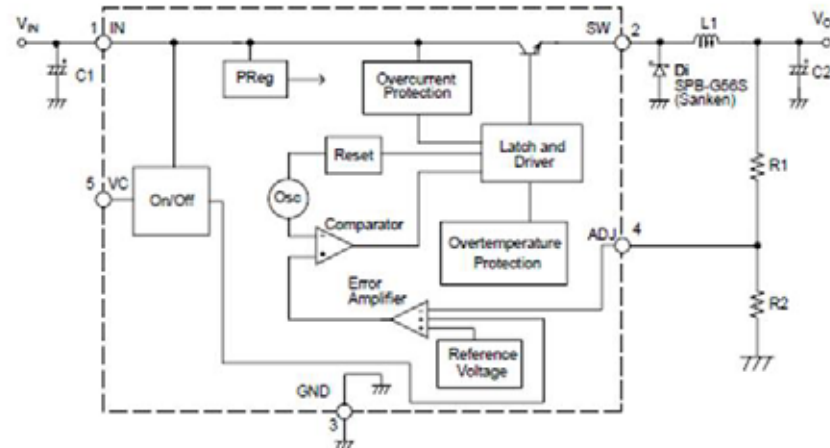 VIN
1
IN
SW
2
L1
VO
C1
PReg
Overcurrent
Protection
Di
SPB-G56S
(Sanken)
C2
Reset
Latch and
Driver
R1
5
VC
On/Off
Osc
Comparator
Overtemperature
Protection
ADJ
4
Error
Amplifier
R2
Reference
Voltage
GND
3